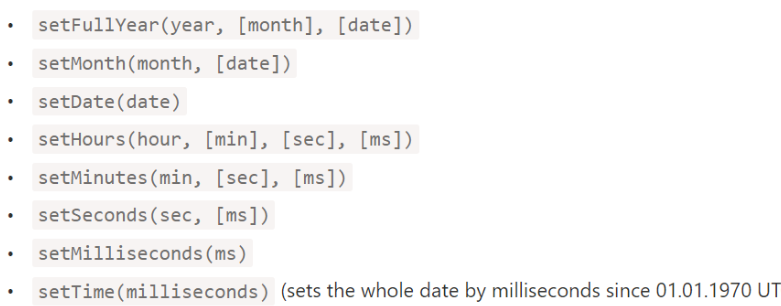 • setFullYear(year, [month], [date])
• setMonth(month, [date])
• setDate(date)
• setHours(hour, [min], [sec], [ms])
• setMinutes(min, [sec], [ms])
• setSeconds(sec, [ms])
• setMilliseconds(ms)
• setTime(milliseconds) (sets the whole date by milliseconds since 01.01.1970 UT